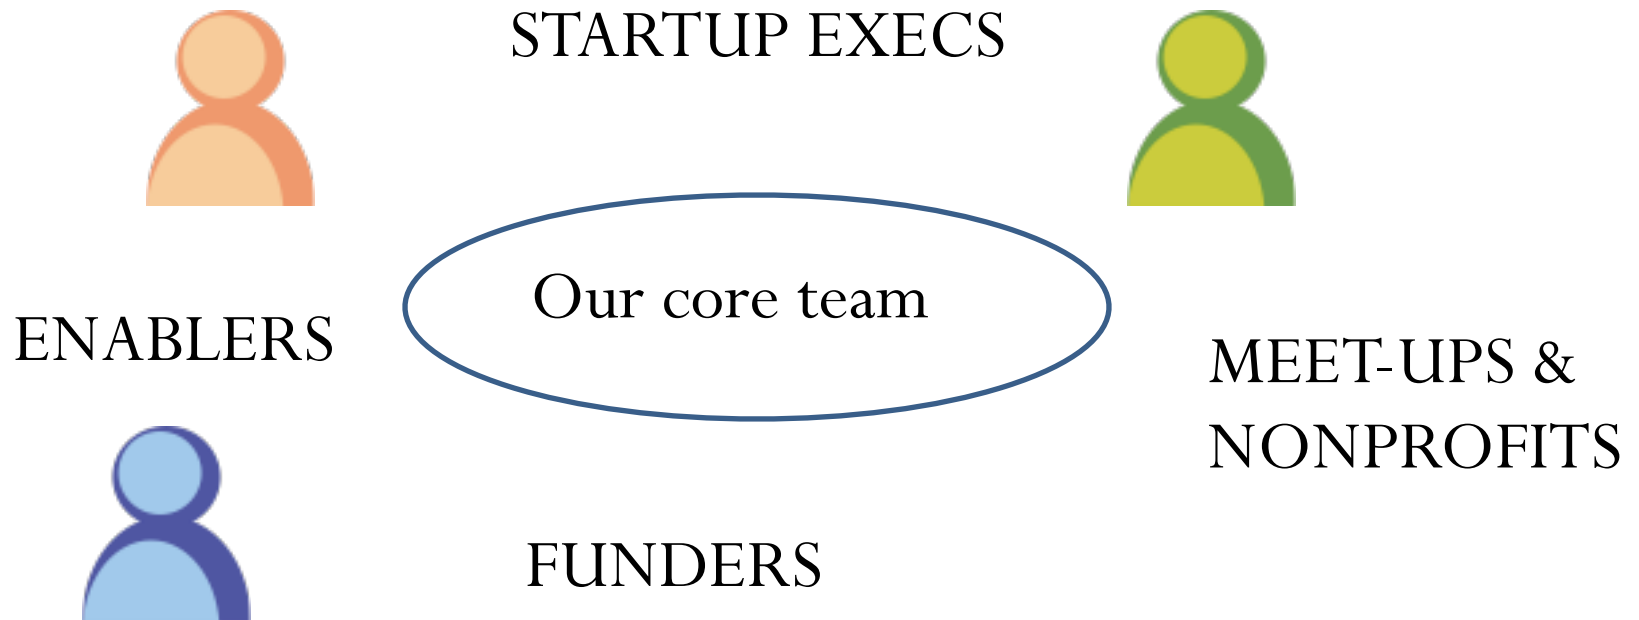 STARTUP EXECS
Our core team
ENABLERS
MEET-UPS &
NONPROFITS
FUNDERS